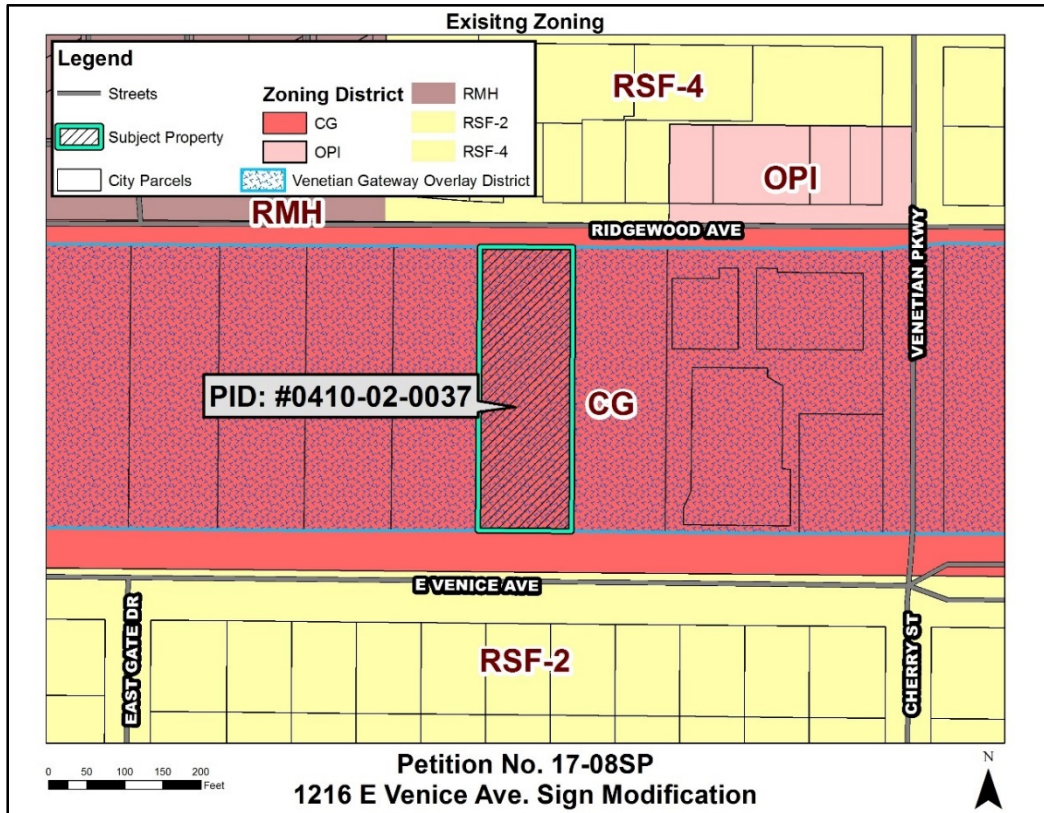 Exisitng Zoning
Legend
Streets
Subject Property
City Parcels
Zoning District
CG
OPI
RMH
RSF-2
RSF-4
Venetian Gateway Overlay District
RSF-4
OPI
RMH
RIDGEWOOD AVE
VENETIAN PKWY
PID: #0410-02-0037
CG
E VENICE AVE
EAST GATE DR
RSF-2
CHERRY ST
0 50 100 150 200
Feet
Petition No. 17-08SP
1216 E Venice Ave. Sign Modification
N